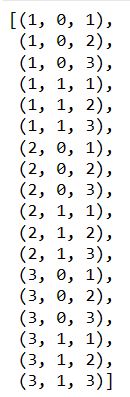 [(1, 0, 1),
(1, 0, 2),
(1, 0, 3),
(1, 1, 1),
(1, 1, 2),
(1, 1, 3),
(2, 0, 1),
(2, 0, 2),
(2, 0, 3),
(2, 1, 1),
(2, 1, 2),
(2, 1, 3),
(3, 0, 1),
(3, 0, 2),
(3, 0, 3),
(3, 1, 1),
(3, 1, 2),
(3, 1, 3)]